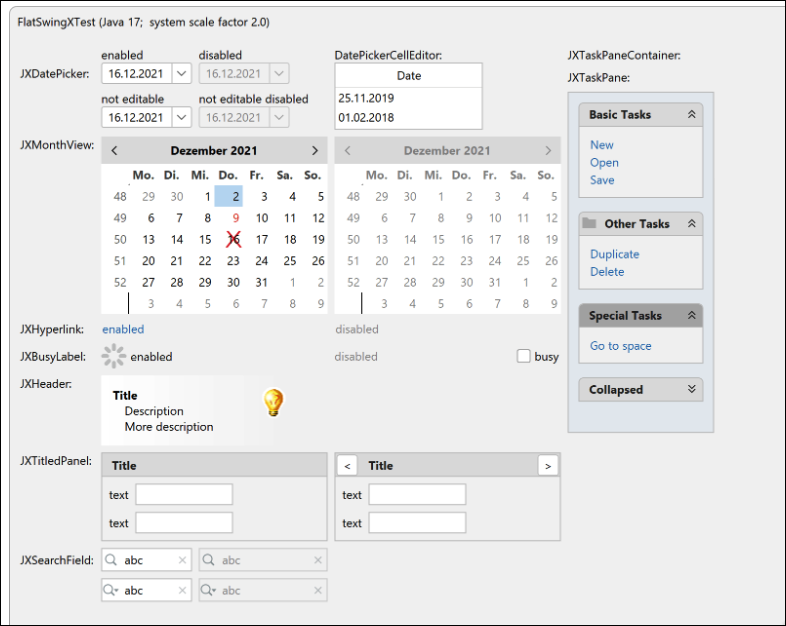 FlatSwingXTest (Java 17;  system scale factor 2.0)
enabled disabled DatePickerCellEditor: JXTaskPaneContainer:
JXDatePicker: 16.12.2021 16.12.2021 Date JXTaskPane:
not editable not editable disabled 25.11.2019
16.12.2021 16.12.2021 01.02.2018
JXMonthView: < Dezember 2021 > < Dezember 2021 >
Mo. Di. Mi. Do. Fr. Sa. So. Mo. Di. Mi. Do. Fr. Sa. So.
48 29 30 1 2 3 4 5 48 29 30 1 2 3 4 5
49 6 7 8 9 10 11 12 49 6 7 8 9 10 11 12
50 13 14 15 16 17 18 19 50 13 14 15 16 17 18 19
51 20 21 22 23 24 25 26 51 20 21 22 23 24 25 26
52 27 28 29 30 31 1 2 52 27 28 29 30 31 1 2
3 4 5 6 7 8 9 3 4 5 6 7 8 9
Basic Tasks
New
Open
Save
Other Tasks
Duplicate
Delete
Special Tasks
Go to space
Collapsed
JXHyperlink: enabled disabled
JXBusyLabel: enabled disabled busy
JXHeader: Title
Description
More description
JXTitledPanel: Title < Title >
text text
text text
JXSearchField: abc abc
abc abc